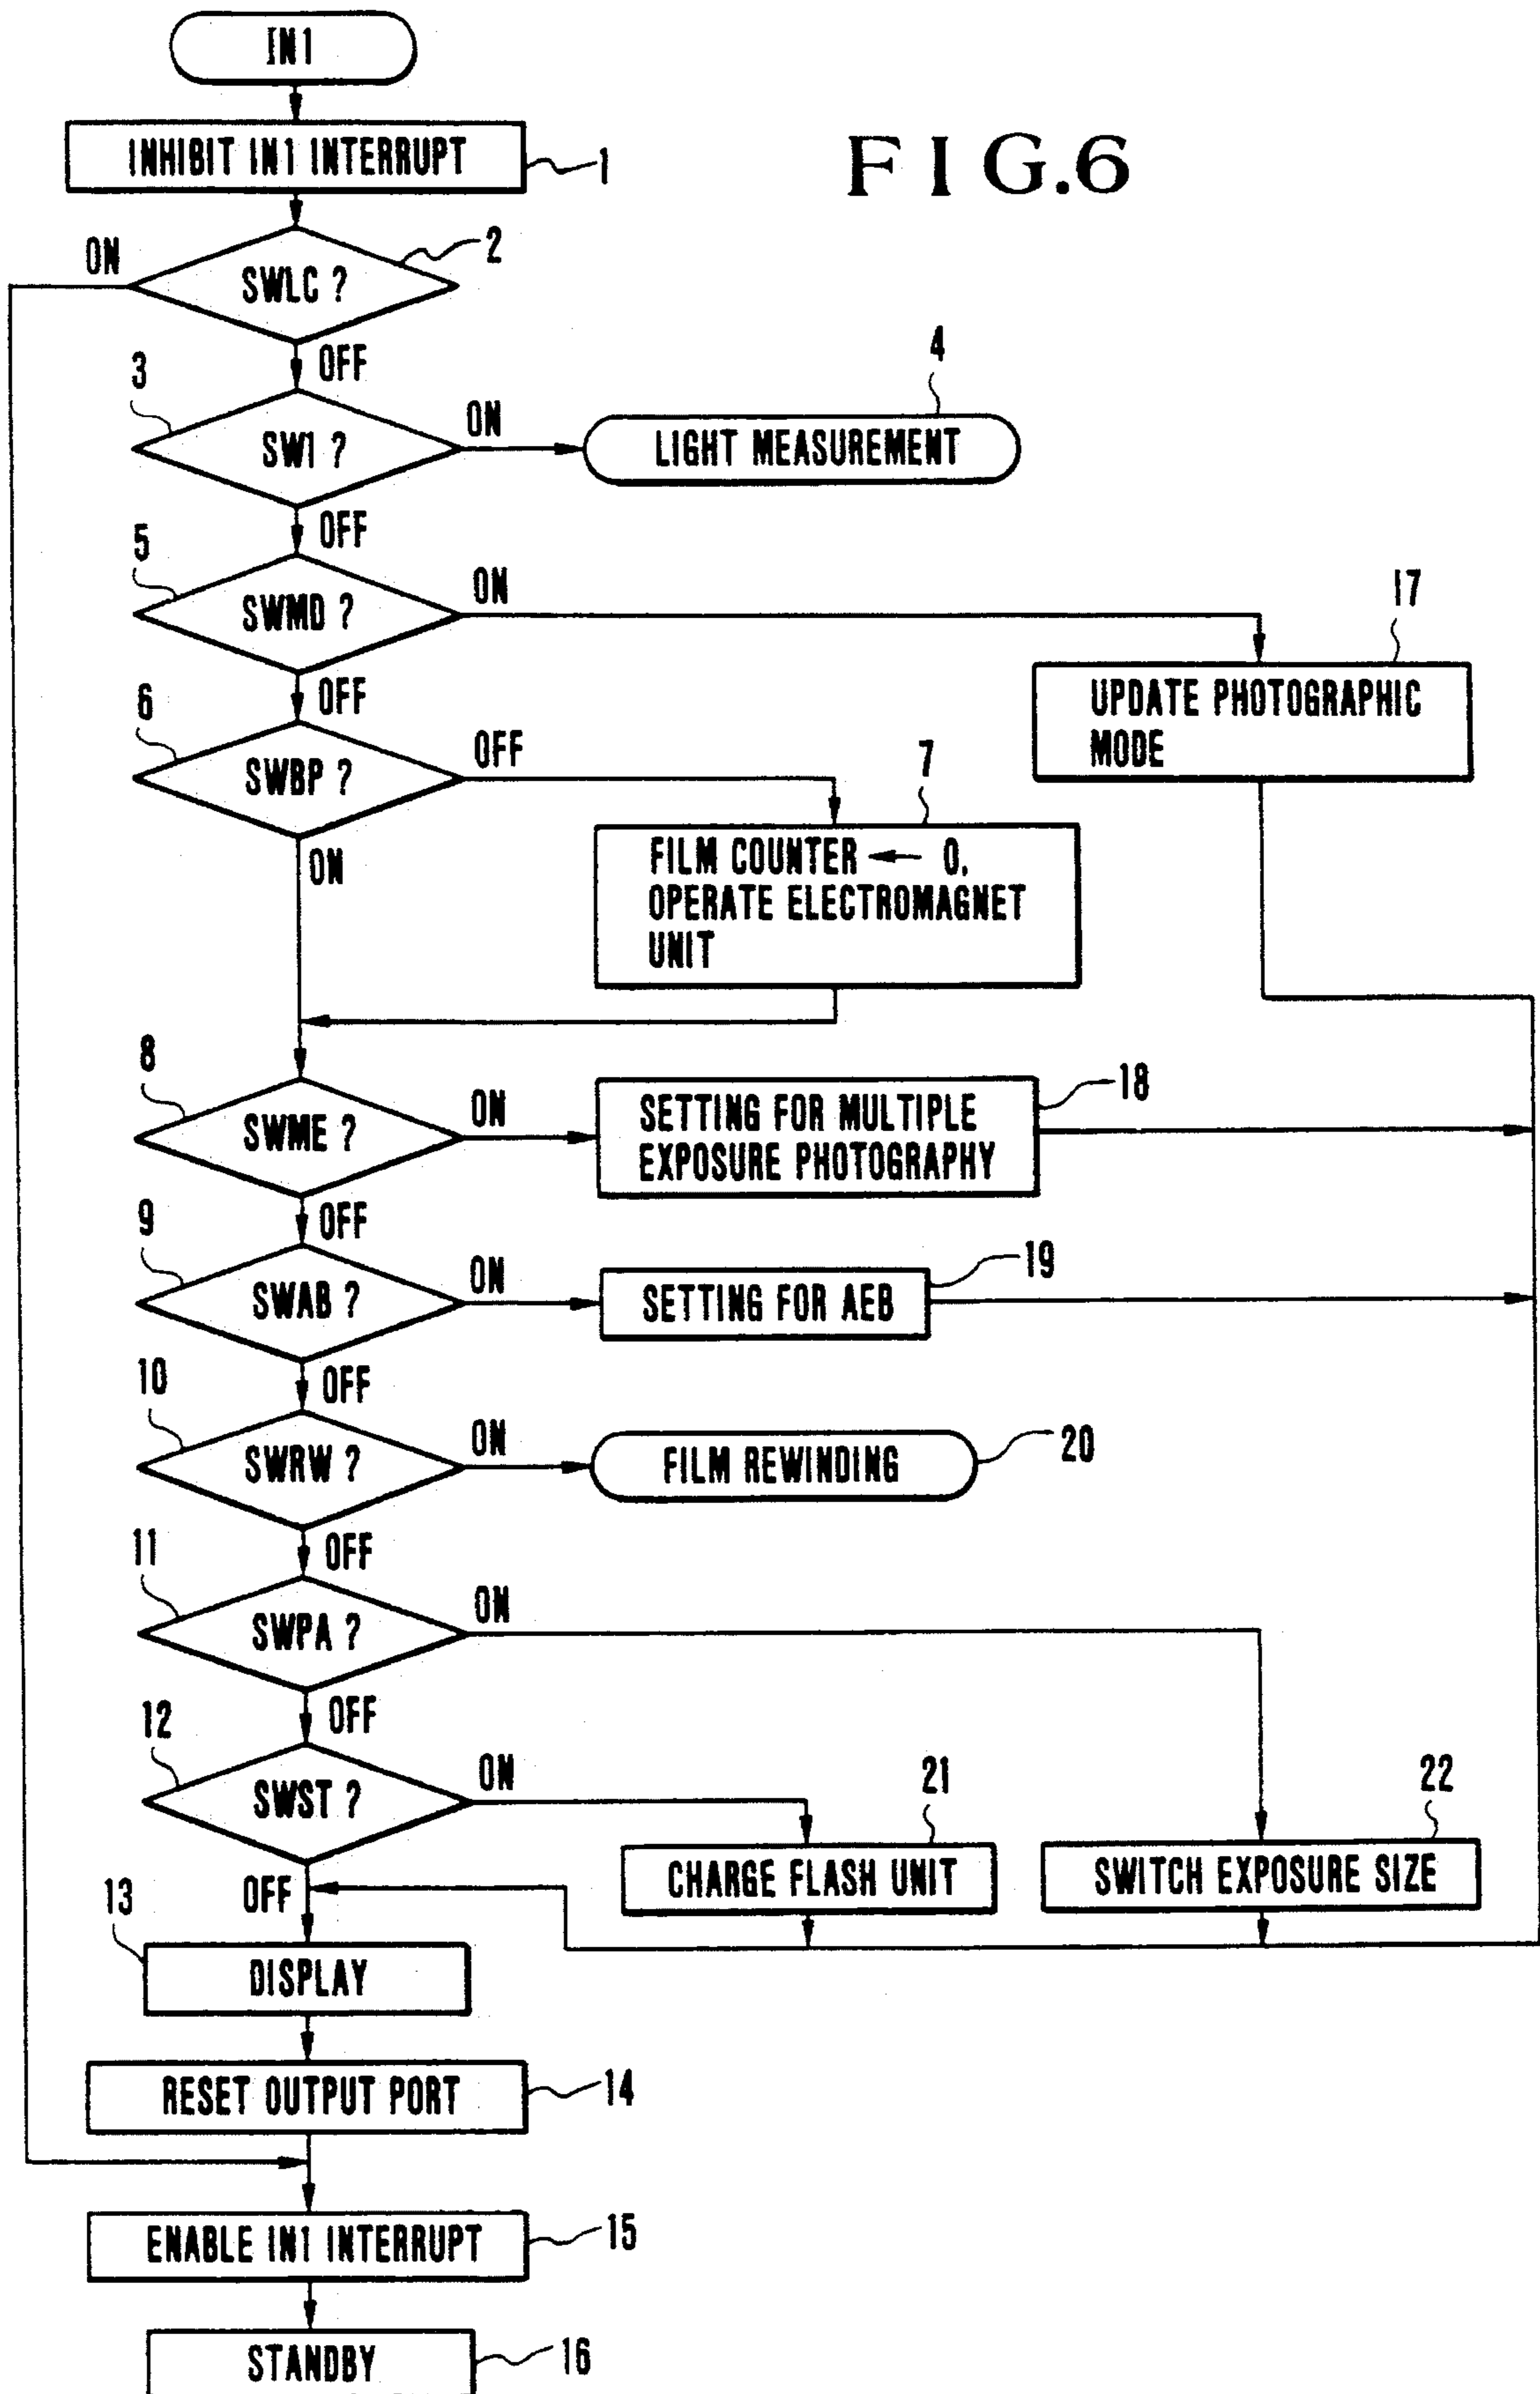 IN1
FIG.6
INHIBIT IN1 INTERRUPT
1
ON
SWLC ?
2
OFF
3
SW1 ?
ON
4
LIGHT MEASUREMENT
OFF
5
SWMD ?
ON
17
UPDATE PHOTOGRAPHIC
MODE
OFF
6
SWBP ?
OFF
7
FILM COUNTER ← 0,
OPERATE ELECTROMAGNET
UNIT
ON
8
SWME ?
ON
SETTING FOR MULTIPLE
EXPOSURE PHOTOGRAPHY
18
OFF
9
SWAB ?
ON
SETTING FOR AEB
19
OFF
10
SWRW ?
ON
FILM REWINDING
20
OFF
11
SWPA ?
ON
OFF
12
SWST ?
ON
21
CHARGE FLASH UNIT
22
SWITCH EXPOSURE SIZE
OFF
13
DISPLAY
RESET OUTPUT PORT
14
ENABLE IN1 INTERRUPT
15
STANDBY
16